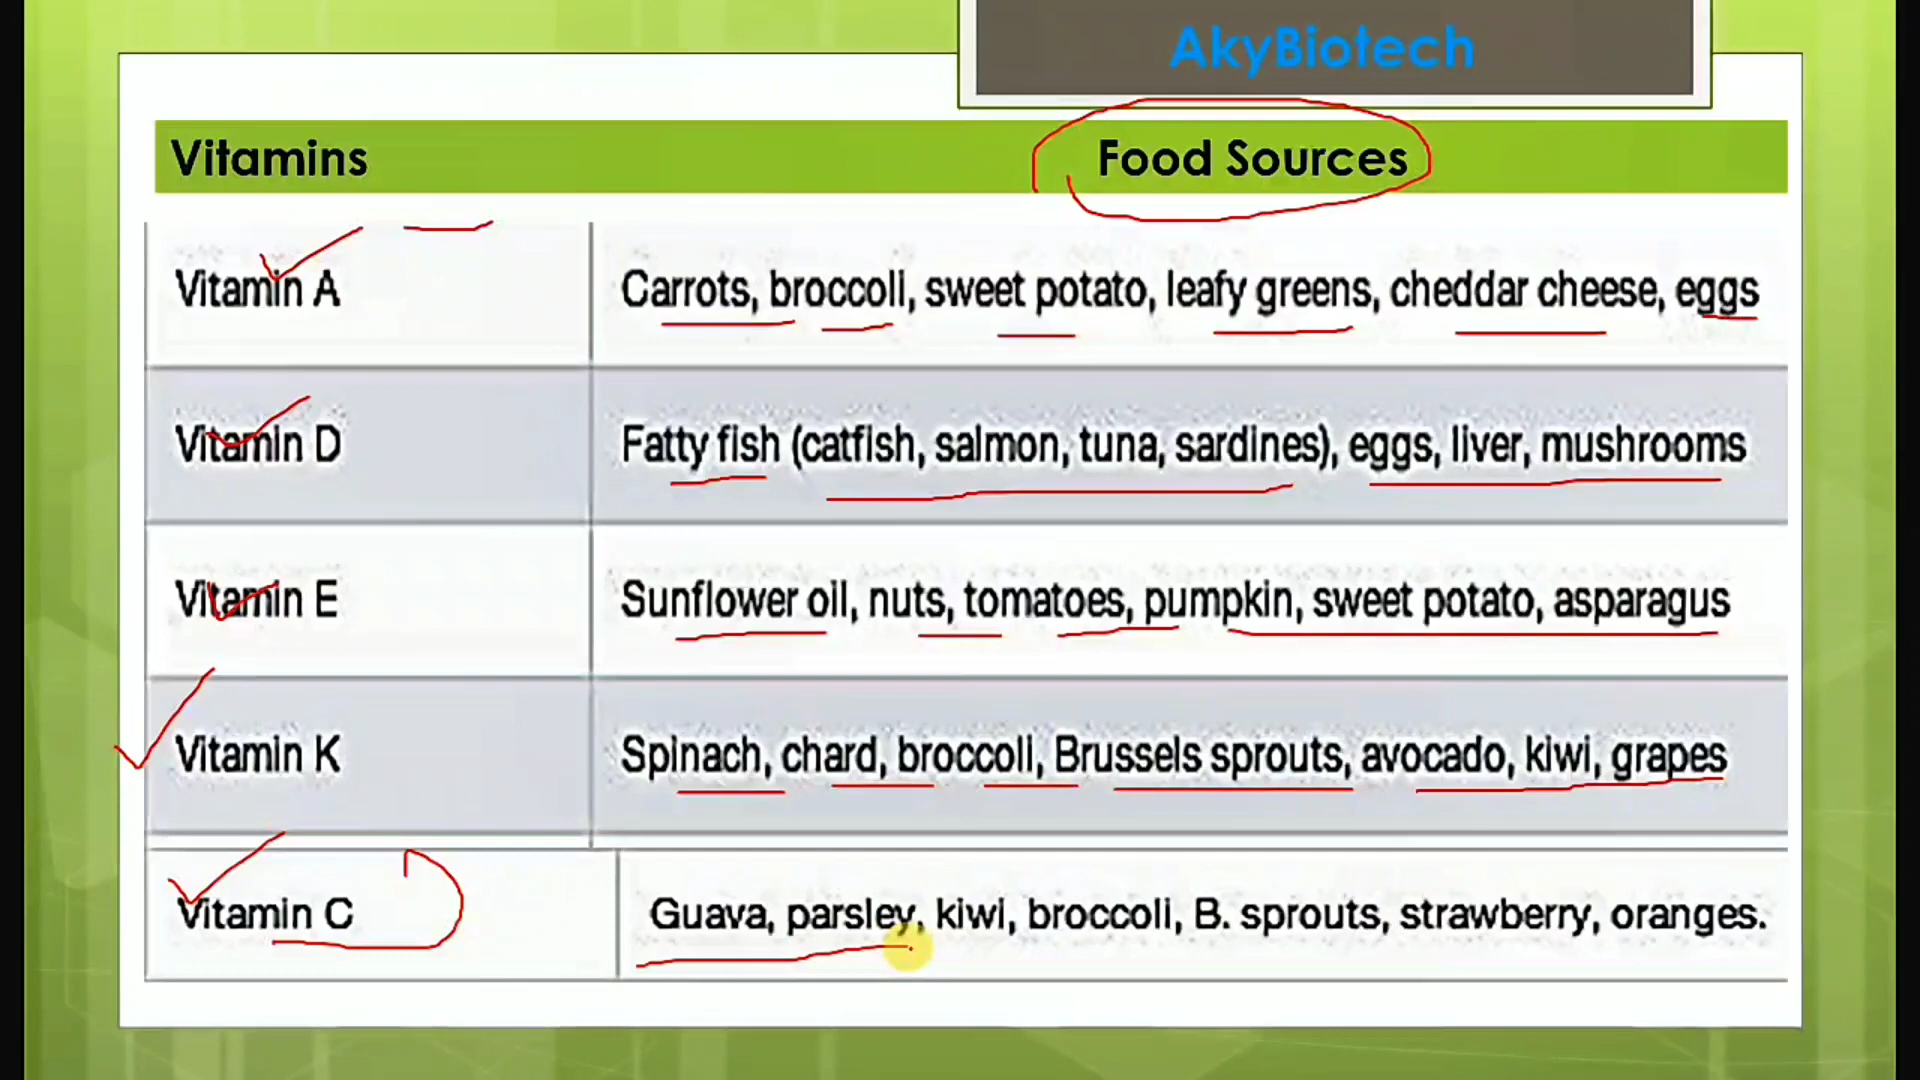 AkyBiotech
Vitamins Food Sources
Vitamin A Carrots, broccoli, sweet potato, leafy greens, cheddar cheese, eggs
Vitamin D Fatty fish (catfish, salmon, tuna, sardines), eggs, liver, mushrooms
Vitamin E Sunflower oil, nuts, tomatoes, pumpkin, sweet potato, asparagus
Vitamin K Spinach, chard, broccoli, Brussels sprouts, avocado, kiwi, grapes
Vitamin C Guava, parsley, kiwi, broccoli, B. sprouts, strawberry, oranges.